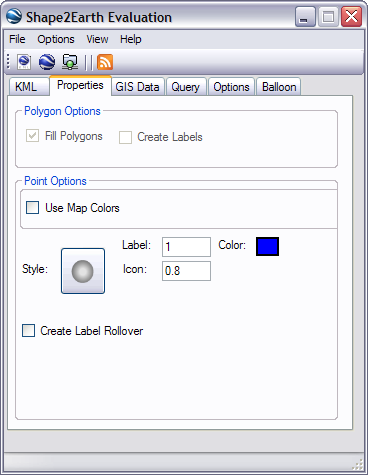 Shape2Earth Evaluation
File Options View Help
KML Properties GIS Data Query Options Balloon
Polygon Options
Fill Polygons Create Labels
Point Options
Use Map Colors
Label: 1 Color:
Style: Icon: 0.8
Create Label Rollover